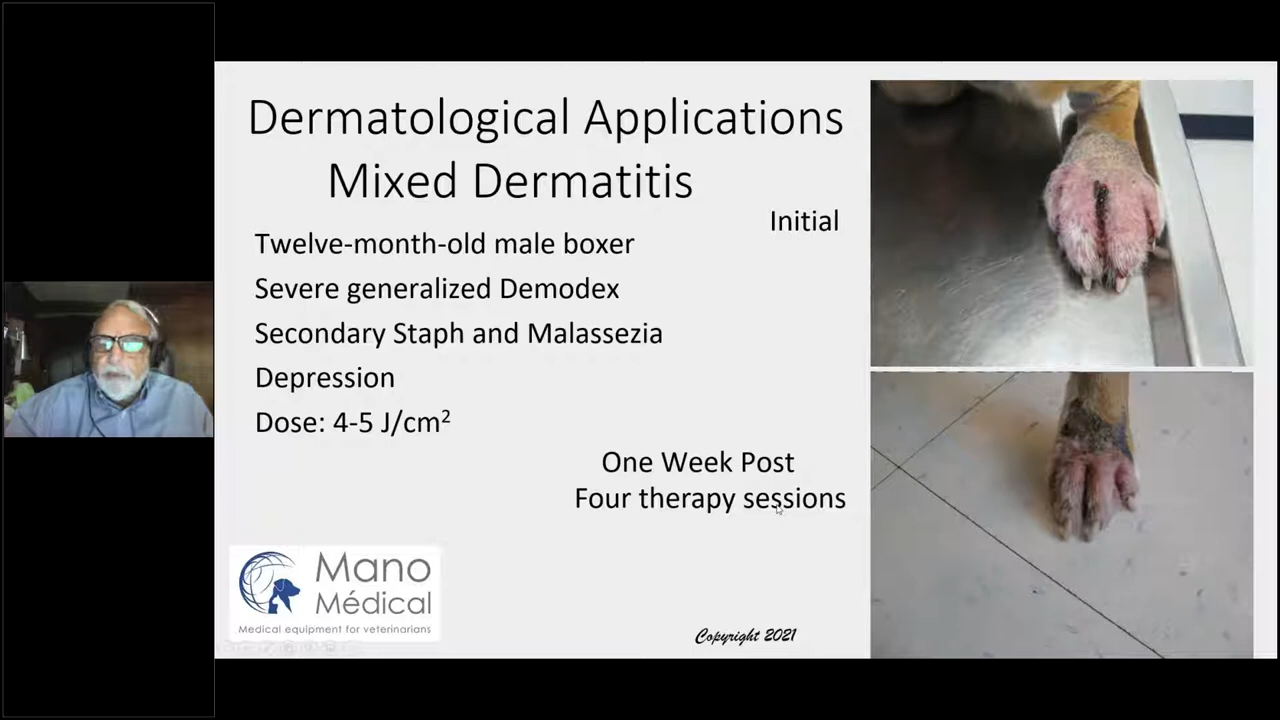 Dermatological Applications
Mixed Dermatitis
Initial
Twelve-month-old male boxer
Severe generalized Demodex
Secondary Staph and Malassezia
Depression
Dose: 4-5 J/cm²
One Week Post
Four therapy sessions
Mano
Médical
Medical equipment for veterinarians
Copyright 2021